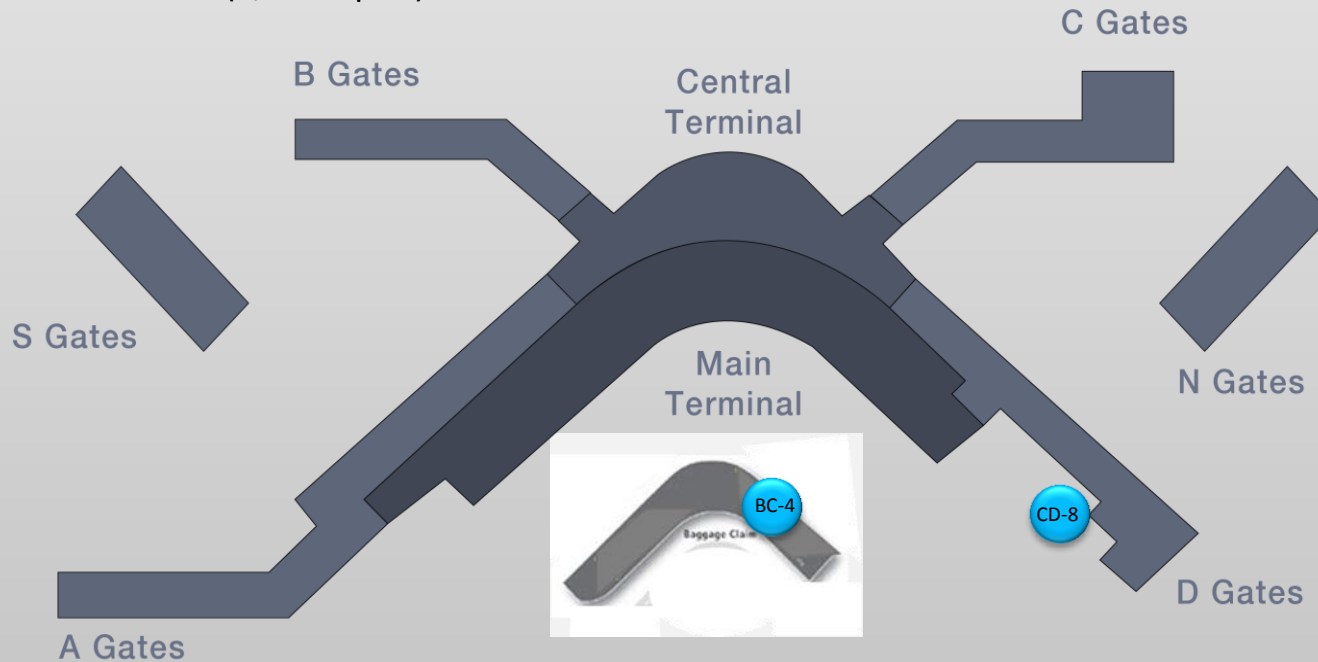 C Gates
B Gates
Central
Terminal
S Gates
Main
Terminal
N Gates
BC-4
CD-8
Baggage Claim
D Gates
A Gates